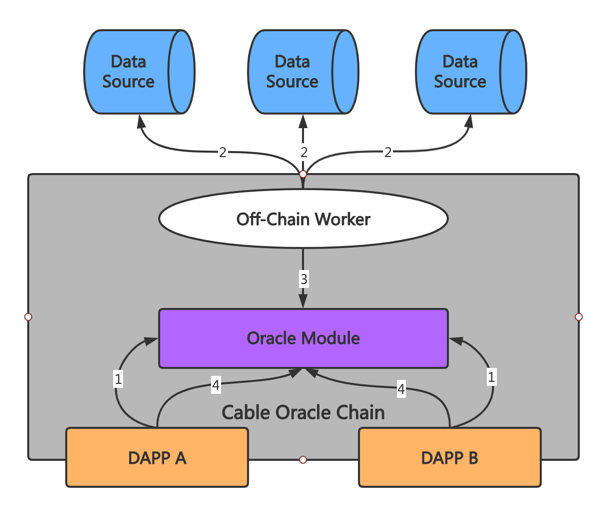 Data
Source
Data
Source
Data
Source
2
2
2
Off-Chain Worker
3
Oracle Module
1
4
4
1
Cable Oracle Chain
DAPP A
DAPP B